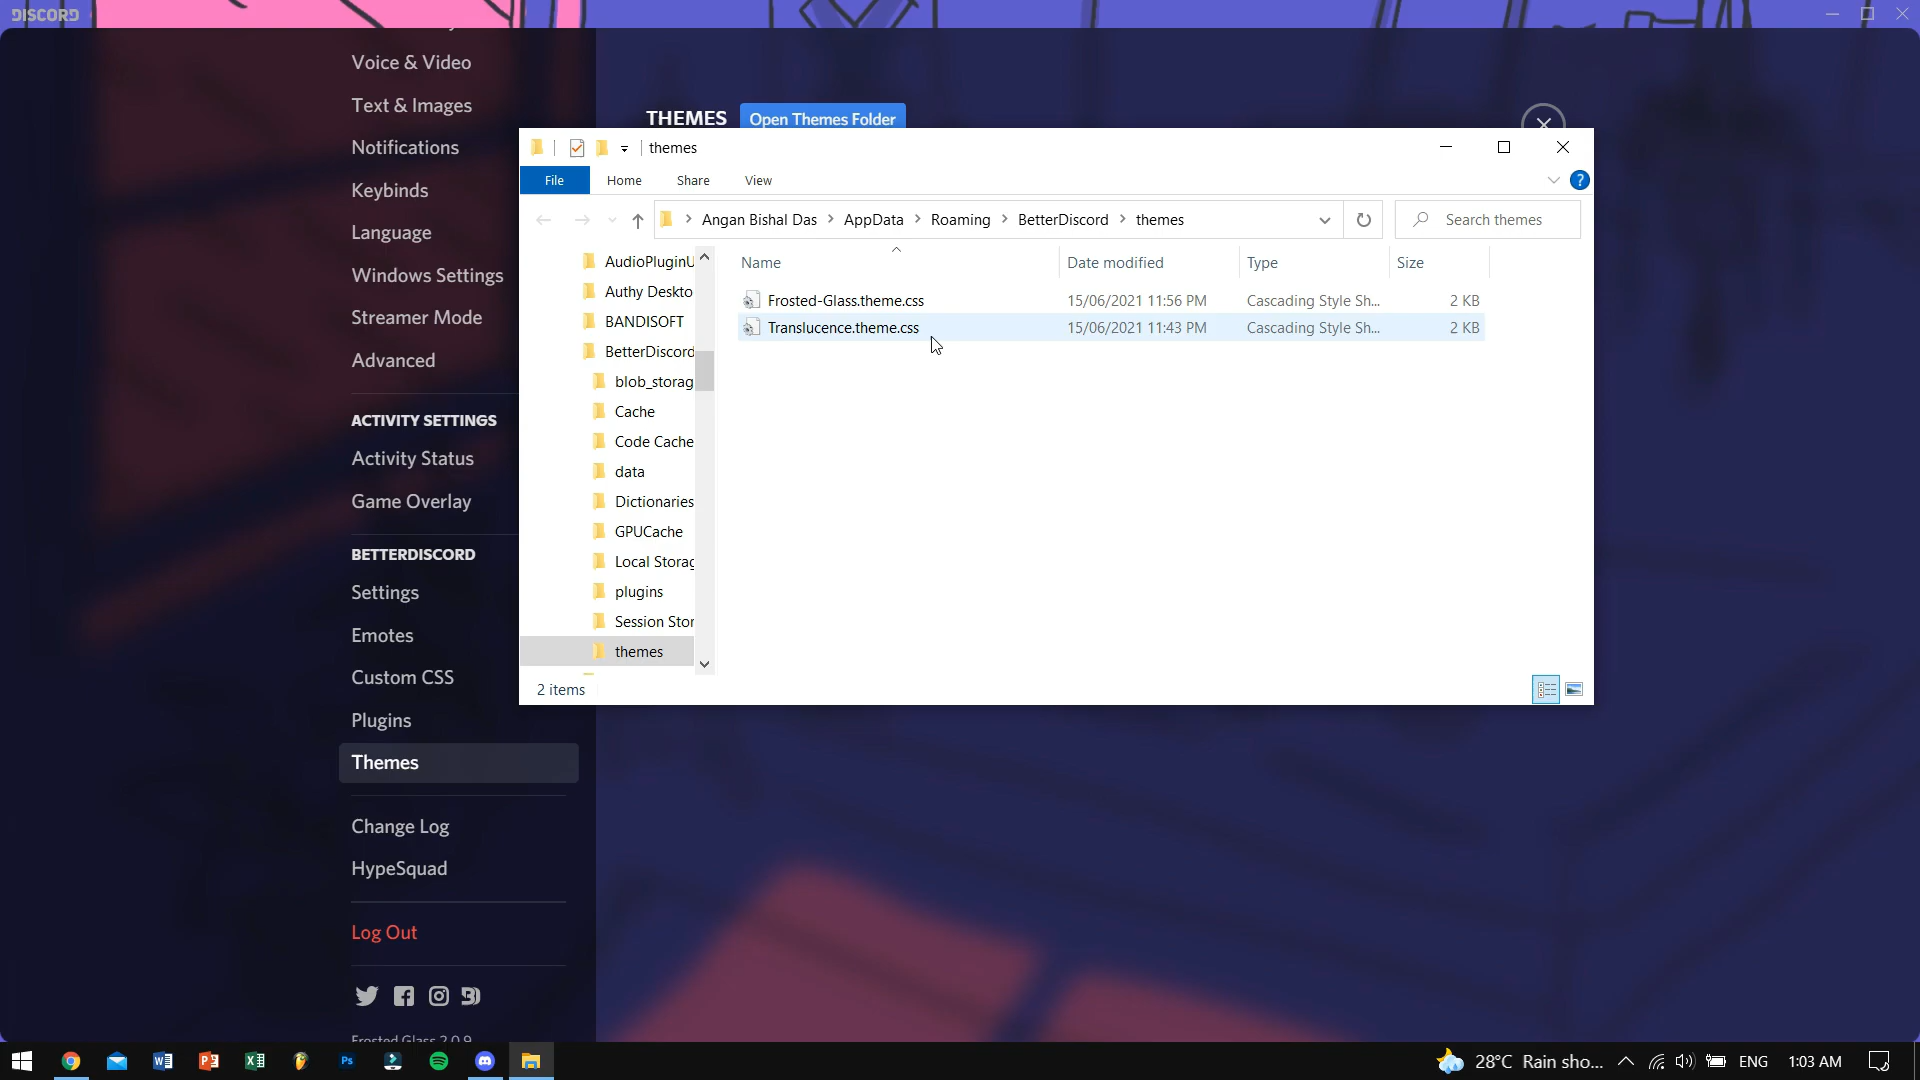 DISCORD
Voice & Video
Text & Images
Notifications
Keybinds
Language
Windows Settings
Streamer Mode
Advanced
ACTIVITY SETTINGS
Activity Status
Game Overlay
BETTERDISCORD
Settings
Emotes
Custom CSS
Plugins
Themes
Change Log
HypeSquad
Log Out
Frosted Glass 2.0.9
THEMES Open Themes Folder
themes
File Home Share View
Angan Bishal Das > AppData > Roaming > BetterDiscord > themes
Search themes
AudioPluginU
Authy Deskto
BANDISOFT
BetterDiscord
blob_storag
Cache
Code Cache
data
Dictionaries
GPUCache
Local Storag
plugins
Session Stor
themes
Name Date modified Type Size
Frosted-Glass.theme.css 15/06/2021 11:56 PM Cascading Style Sh... 2 KB
Translucence.theme.css 15/06/2021 11:43 PM Cascading Style Sh... 2 KB
2 items
28°C Rain sho... ENG 1:03 AM